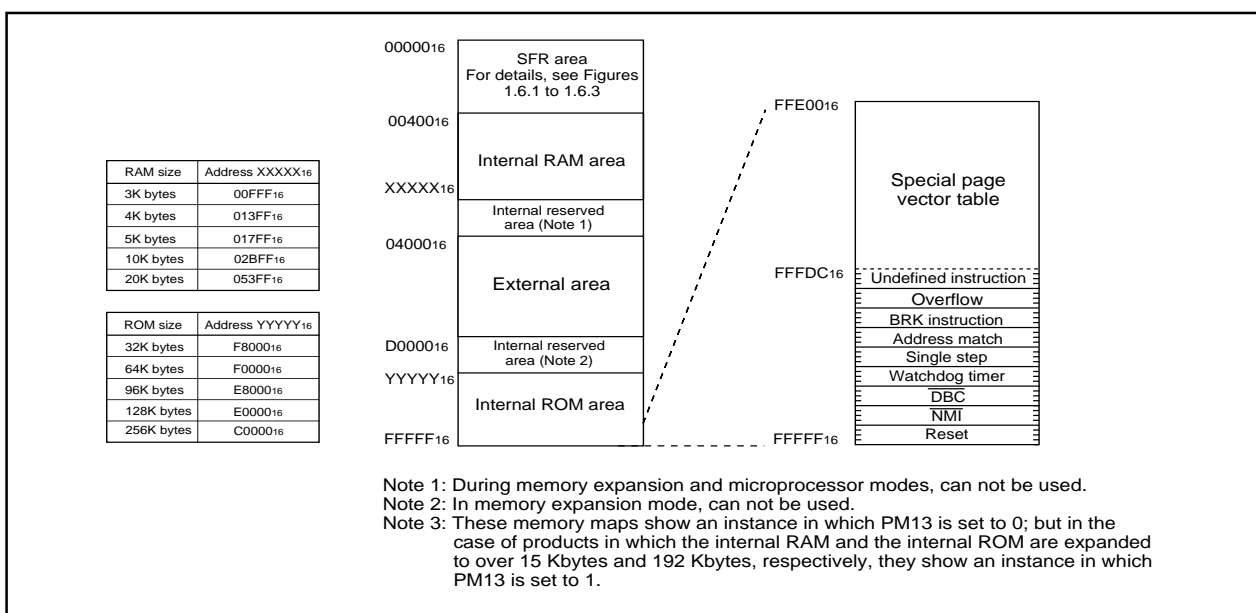 RAM size Address XXXXX16
3K bytes 00FFF16
4K bytes 013FF16
5K bytes 017FF16
10K bytes 02BFF16
20K bytes 053FF16
ROM size Address YYYYY16
32K bytes F800016
64K bytes F000016
96K bytes E800016
128K bytes E000016
256K bytes C000016
0000016
SFR area
For details, see Figures
1.6.1 to 1.6.3
0040016
Internal RAM area
XXXXX16
Internal reserved
area (Note 1)
0400016
External area
D000016
Internal reserved
area (Note 2)
YYYYY16
Internal ROM area
FFFFF16
FFE0016
Special page
vector table
FFFDC16
Undefined instruction
Overflow
BRK instruction
Address match
Single step
Watchdog timer
DBC
NMI
Reset
FFFFF16
Note 1: During memory expansion and microprocessor modes, can not be used.
Note 2: In memory expansion mode, can not be used.
Note 3: These memory maps show an instance in which PM13 is set to 0; but in the
case of products in which the internal RAM and the internal ROM are expanded
to over 15 Kbytes and 192 Kbytes, respectively, they show an instance in which
PM13 is set to 1.